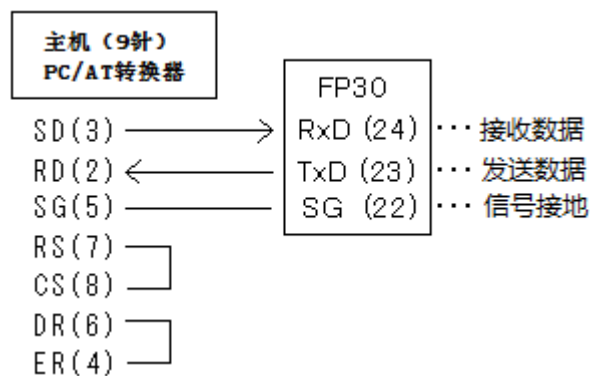 主机（9针）
PC/AT转换器
FP30
SD(3) RxD (24) ··· 接收数据
RD(2) TxD (23) ··· 发送数据
SG(5) SG (22) ··· 信号接地
RS(7)
CS(8)
DR(6)
ER(4)